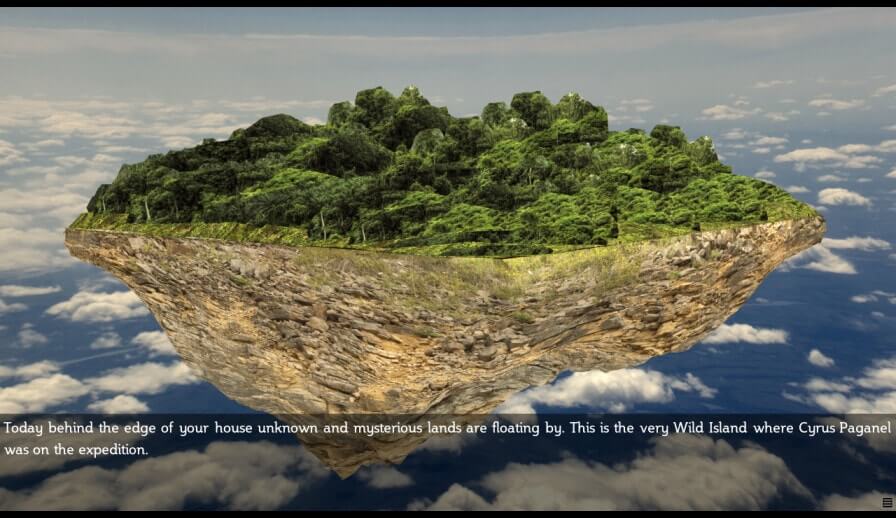 Today behind the edge of your house unknown and mysterious lands are floating by. This is the very Wild Island where Cyrus Paganel
was on the expedition.